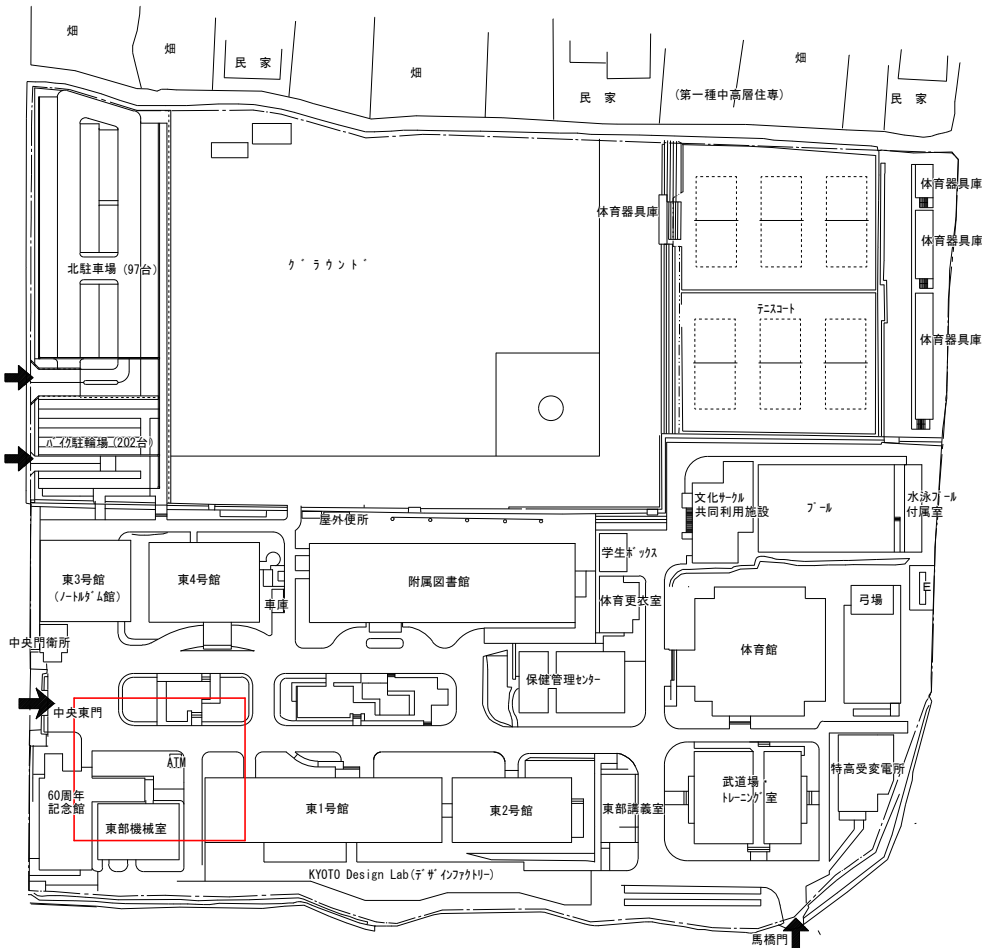 畑
畑
民 家
畑
民 家
(第一種中高層住専)
畑
民 家
体育器具庫
体育器具庫
体育器具庫
体育器具庫
北駐車場 (97台)
グラウンド
テニスコート
バイク駐輪場 (202台)
屋外便所
文化サークル
共同利用施設
プール
水泳プール
付属室
東3号館
(ノートルダム館)
東4号館
車庫
附属図書館
学生ボックス
体育更衣室
弓場
中央門衛所
体育館
保健管理センター
中央東門
ATM
60周年
記念館
東部機械室
東1号館
東2号館
東部講義室
武道場・
トレーニング室
特高受変電所
KYOTO Design Lab(デザインファクトリー)
馬橋門